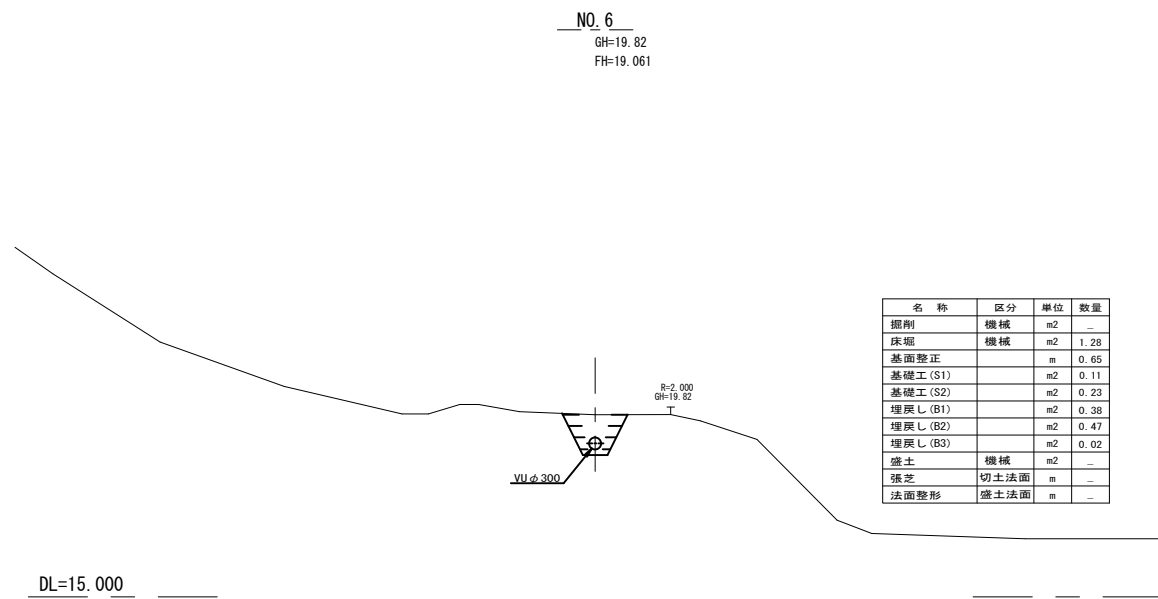 NO. 6
GH=19. 82
FH=19. 061
R=2. 000
GH=19. 82
VUφ300
名 称 区分 単位 数量
掘削 機械 m2 _
床堀 機械 m2 1. 28
基面整正 m 0. 65
基礎工(S1) m2 0. 11
基礎工(S2) m2 0. 23
埋戻し(B1) m2 0. 38
埋戻し(B2) m2 0. 47
埋戻し(B3) m2 0. 02
盛土 機械 m2 _
張芝 切土法面 m _
法面整形 盛土法面 m _
DL=15. 000